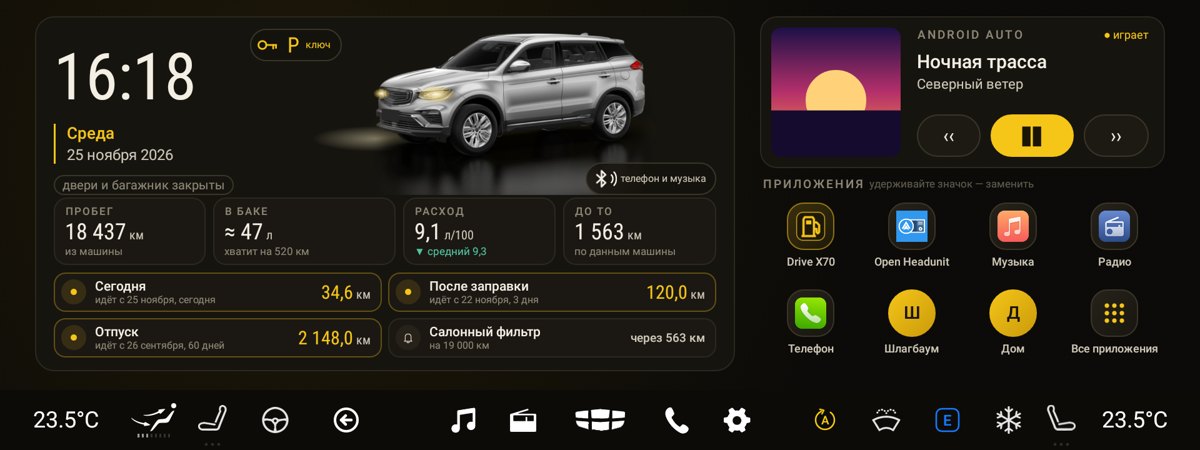 16:18
P ключ
Среда
25 ноября 2026
двери и багажник закрыты
телефон и музыка
ПРОБЕГ
18 437 км
из машины
В БАКЕ
≈ 47 л
хватит на 520 км
РАСХОД
9,1 л/100
▼ средний 9,3
ДО ТО
1 563 км
по данным машины
Сегодня
идёт с 25 ноября, сегодня
34,6 км
После заправки
идёт с 22 ноября, 3 дня
120,0 км
Отпуск
идёт с 26 сентября, 60 дней
2 148,0 км
Салонный фильтр
на 19 000 км
через 563 км
ANDROID AUTO
играет
Ночная трасса
Северный ветер
ПРИЛОЖЕНИЯ удерживайте значок — заменить
Drive X70
Open Headunit
Музыка
Радио
Телефон
Ш
Шлагбаум
Д
Дом
Все приложения
23.5°C
A
E
23.5°C